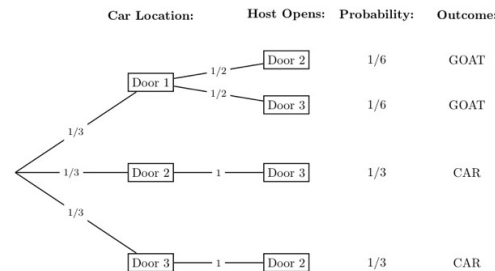 Car Location: Host Opens: Probability: Outcome:
1/2 Door 2 1/6 GOAT
Door 1
1/2 Door 3 1/6 GOAT
1/3
1/3 Door 2 1 Door 3 1/3 CAR
1/3
Door 3 1 Door 2 1/3 CAR